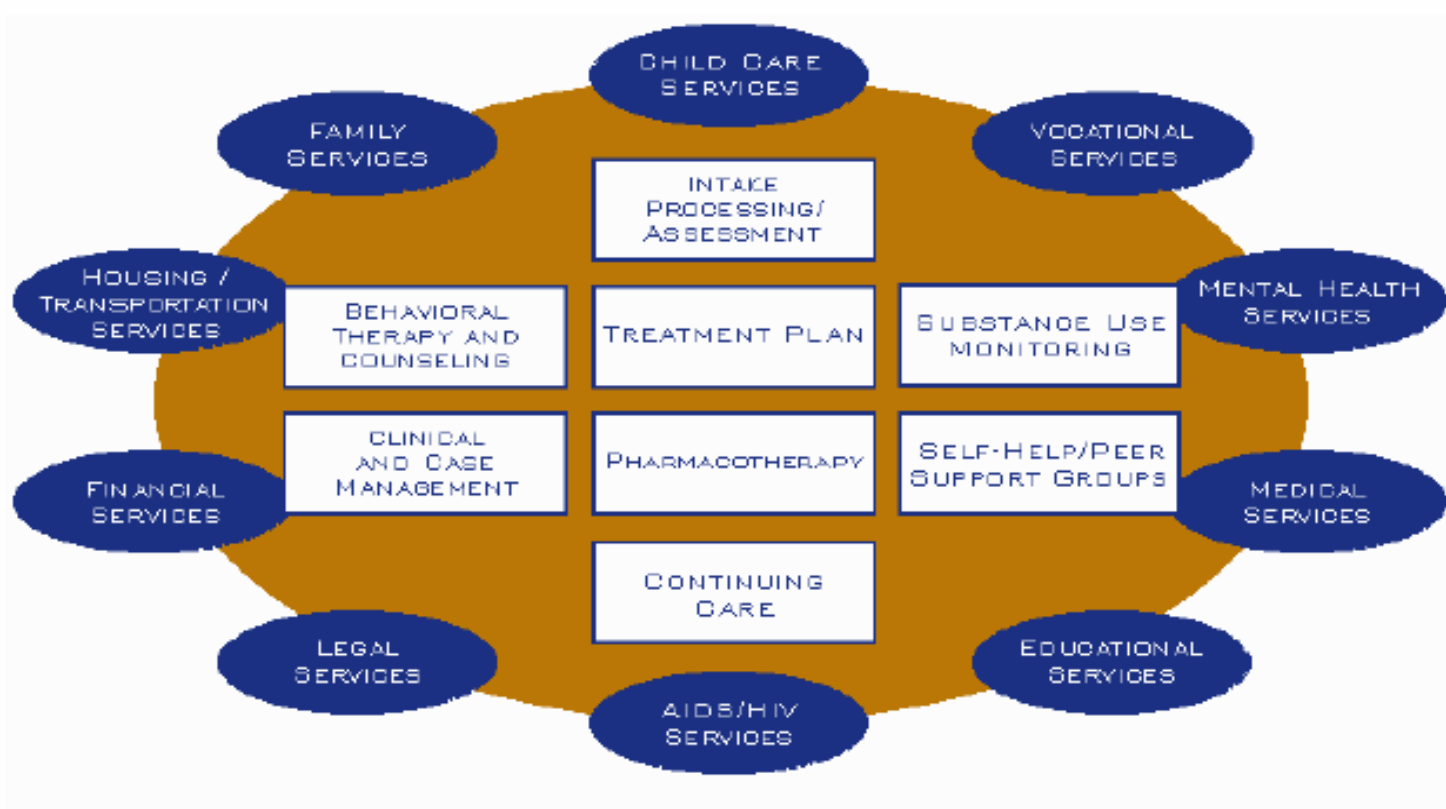 CHILD CARE
SERVICES
FAMILY
SERVICES
VOCATIONAL
SERVICES
INTAKE
PROCESSING/
ASSESSMENT
HOUSING /
TRANSPORTATION
SERVICES
MENTAL HEALTH
SERVICES
BEHAVIORAL
THERAPY AND
COUNSELING
TREATMENT PLAN
SUBSTANCE USE
MONITORING
CLINICAL
AND CASE
MANAGEMENT
PHARMACOTHERAPY
SELF-HELP/PEER
SUPPORT GROUPS
FINANCIAL
SERVICES
MEDICAL
SERVICES
CONTINUING
CARE
LEGAL
SERVICES
EDUCATIONAL
SERVICES
AIDS/HIV
SERVICES